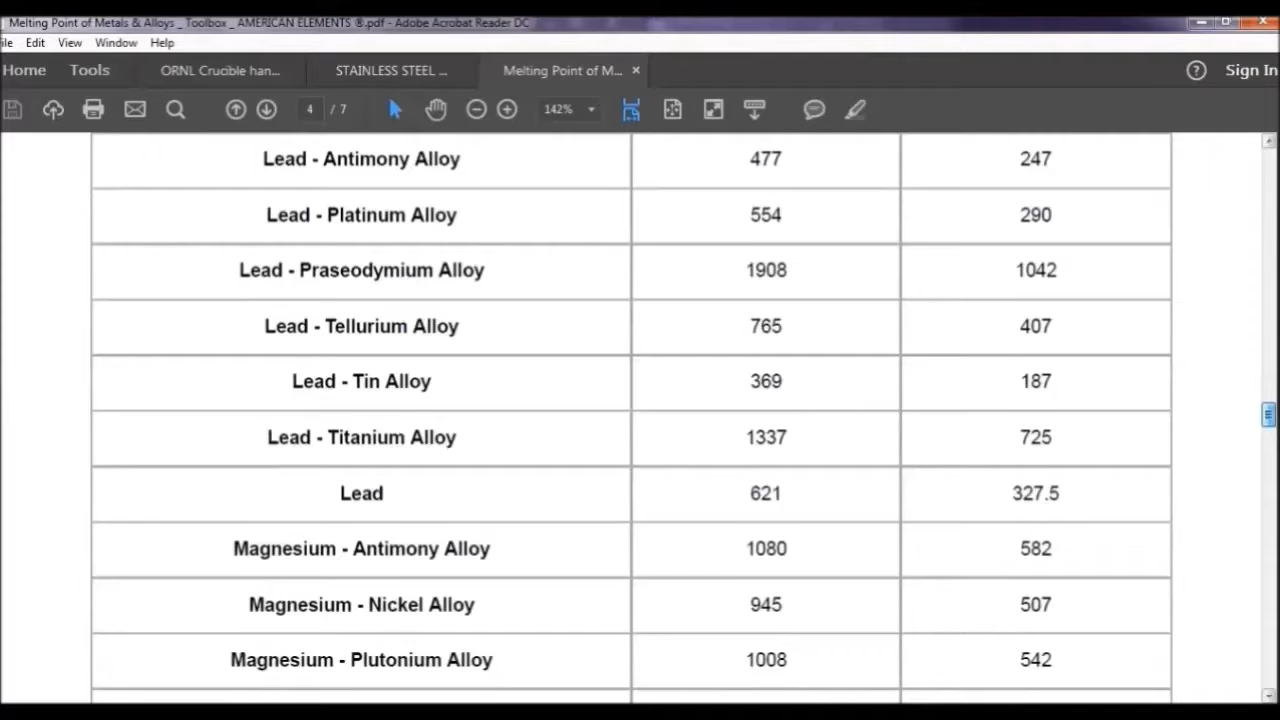 Melting Point of Metals & Alloys _ Toolbox _ AMERICAN ELEMENTS ®.pdf - Adobe Acrobat Reader DC
ile Edit View Window Help
Home Tools ORNL Crucible han... STAINLESS STEEL ... Melting Point of M... × ? Sign In
4 / 7 142%
Lead - Antimony Alloy 477 247
Lead - Platinum Alloy 554 290
Lead - Praseodymium Alloy 1908 1042
Lead - Tellurium Alloy 765 407
Lead - Tin Alloy 369 187
Lead - Titanium Alloy 1337 725
Lead 621 327.5
Magnesium - Antimony Alloy 1080 582
Magnesium - Nickel Alloy 945 507
Magnesium - Plutonium Alloy 1008 542